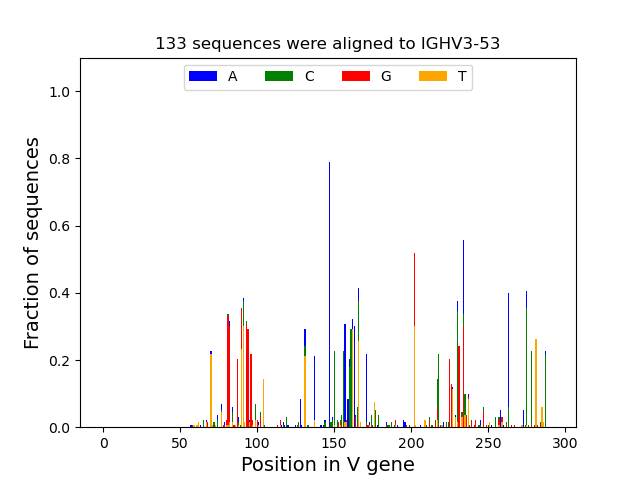 133 sequences were aligned to IGHV3-53
A C G T
1.0
0.8
0.6
0.4
0.2
0.0
Fraction of sequences
0 50 100 150 200 250 300
Position in V gene